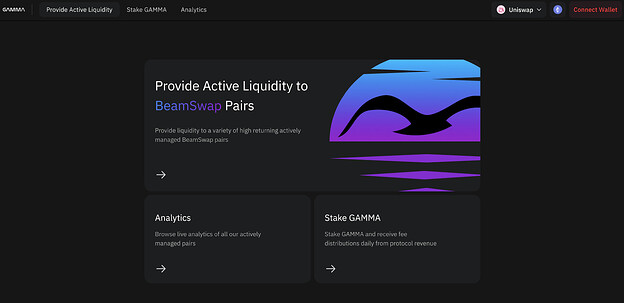 GAMMA
Provide Active Liquidity
Stake GAMMA
Analytics
Uniswap
Connect Wallet
Provide Active Liquidity to
BeamSwap Pairs
Provide liquidity to a variety of high returning actively
managed BeamSwap pairs
Analytics
Browse live analytics of all our actively
managed pairs
Stake GAMMA
Stake GAMMA and receive fee
distributions daily from protocol revenue